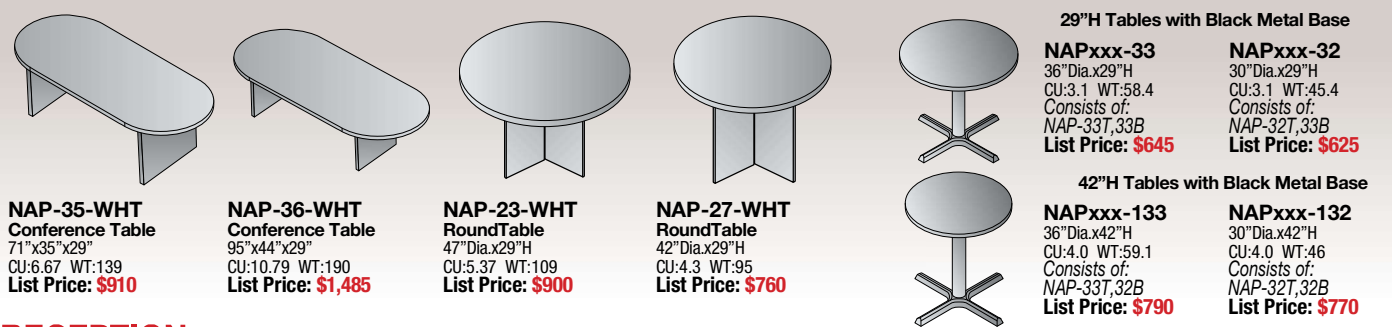 NAP-35-WHT
Conference Table
71”x35”x29”
CU:6.67 WT:139
List Price: $910
NAP-36-WHT
Conference Table
95”x44”x29”
CU:10.79 WT:190
List Price: $1,485
NAP-23-WHT
RoundTable
47”Dia.x29”H
CU:5.37 WT:109
List Price: $900
NAP-27-WHT
RoundTable
42”Dia.x29”H
CU:4.3 WT:95
List Price: $760
29”H Tables with Black Metal Base
NAPxxx-33
36”Dia.x29”H
CU:3.1 WT:58.4
Consists of:
NAP-33T,33B
List Price: $645
NAPxxx-32
30”Dia.x29”H
CU:3.1 WT:45.4
Consists of:
NAP-32T,33B
List Price: $625
42”H Tables with Black Metal Base
NAPxxx-133
36”Dia.x42”H
CU:4.0 WT:59.1
Consists of:
NAP-33T,32B
List Price: $790
NAPxxx-132
30”Dia.x42”H
CU:4.0 WT:46
Consists of:
NAP-32T,32B
List Price: $770